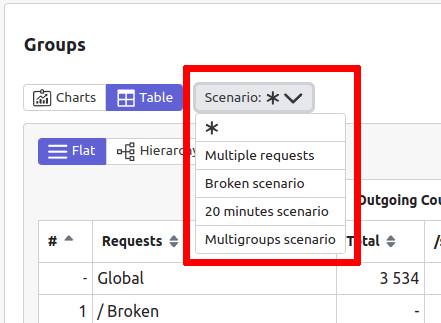 Groups
Charts Table Scenario: *
*
Flat Hierarchy Multiple requests
Broken scenario
20 minutes scenario Outgoing Cou
# Requests Multigroups scenario Total /s
- Global 3 534
1 / Broken -